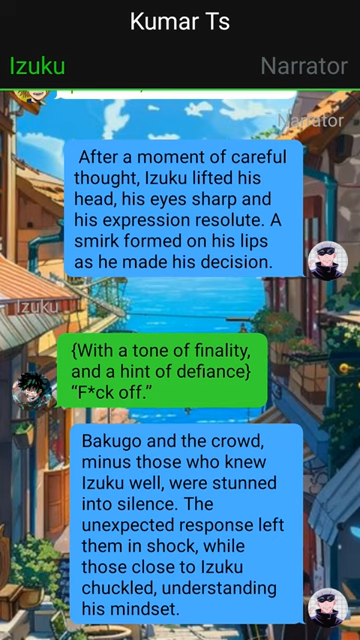 Kumar Ts
Izuku
Narrator
Narrator
After a moment of careful
thought, Izuku lifted his
head, his eyes sharp and
his expression resolute. A
smirk formed on his lips
as he made his decision.
Izuku
{With a tone of finality,
and a hint of defiance}
“F*ck off.”
Bakugo and the crowd,
minus those who knew
Izuku well, were stunned
into silence. The
unexpected response left
them in shock, while
those close to Izuku
chuckled, understanding
his mindset.